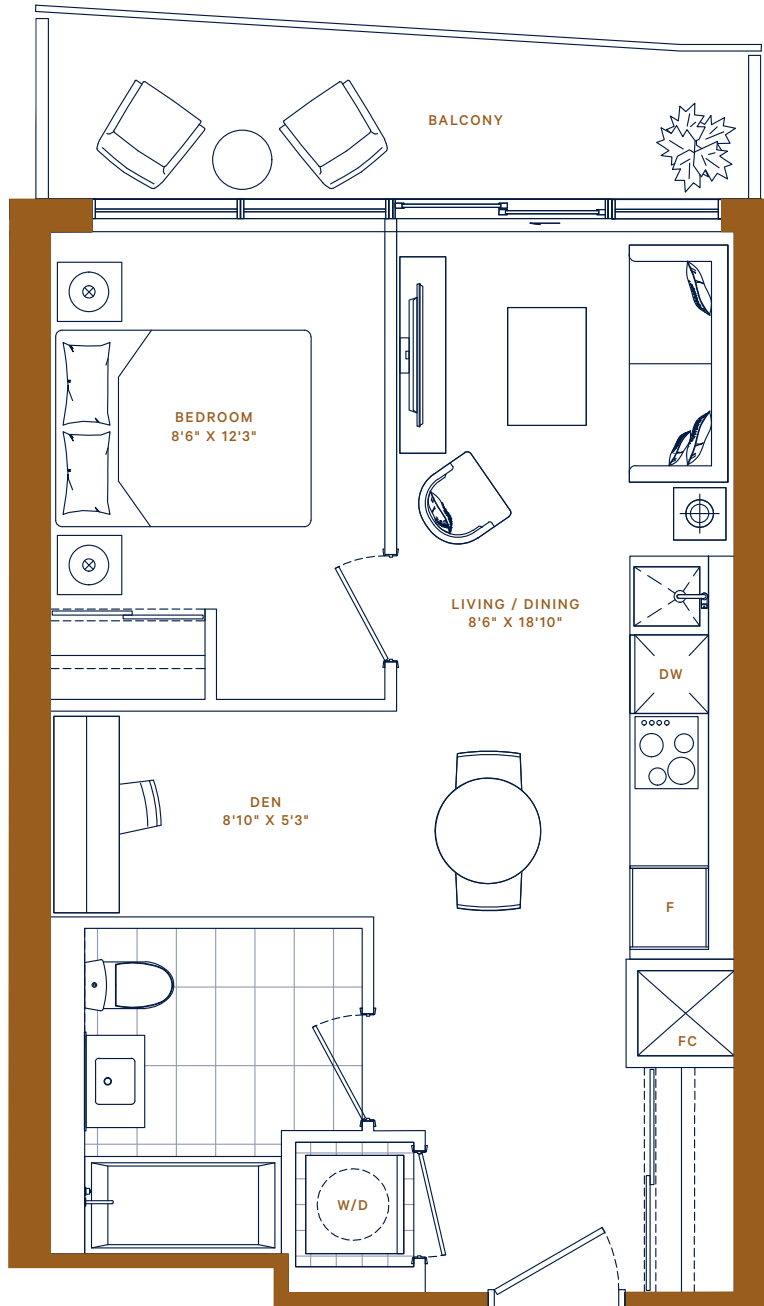 BALCONY
BEDROOM
8'6" X 12'3"
LIVING / DINING
8'6" X 18'10"
DW
DEN
8'10" X 5'3"
F
FC
W/D